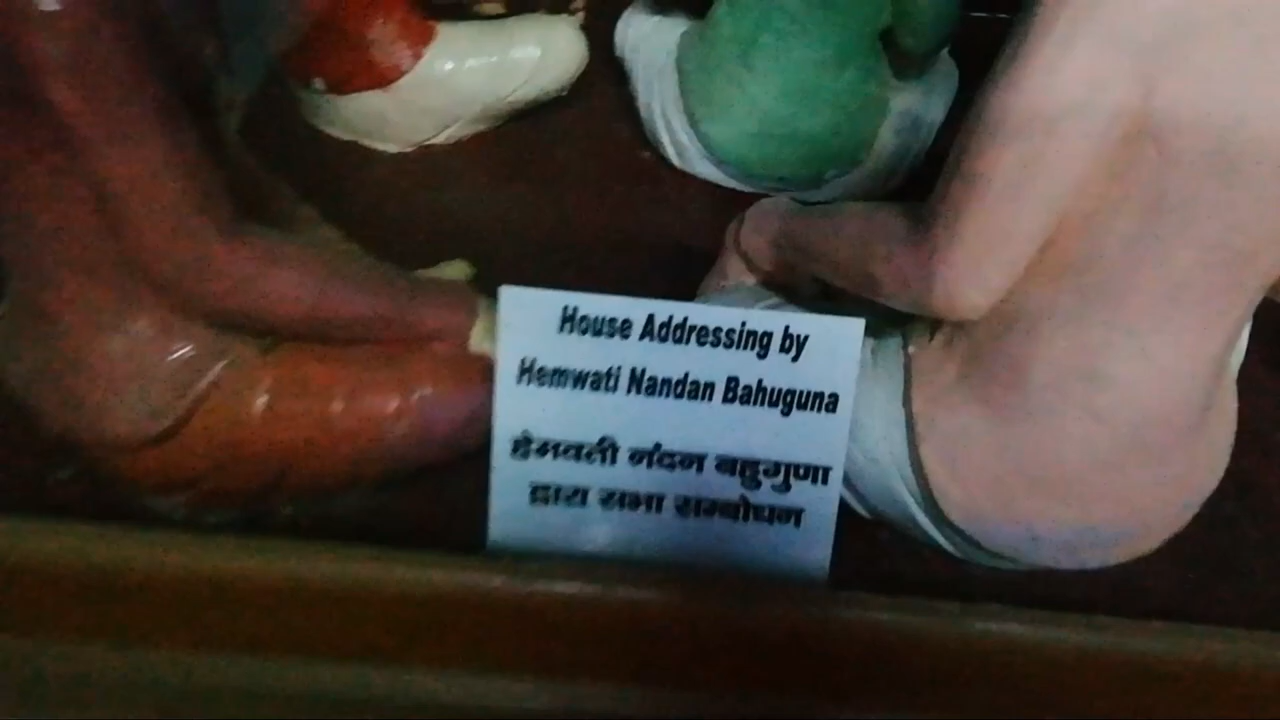 House Addressing by
Hemwati Nandan Bahuguna
हेमवती नंदन बहुगुणा
द्वारा सभा सम्बोधन